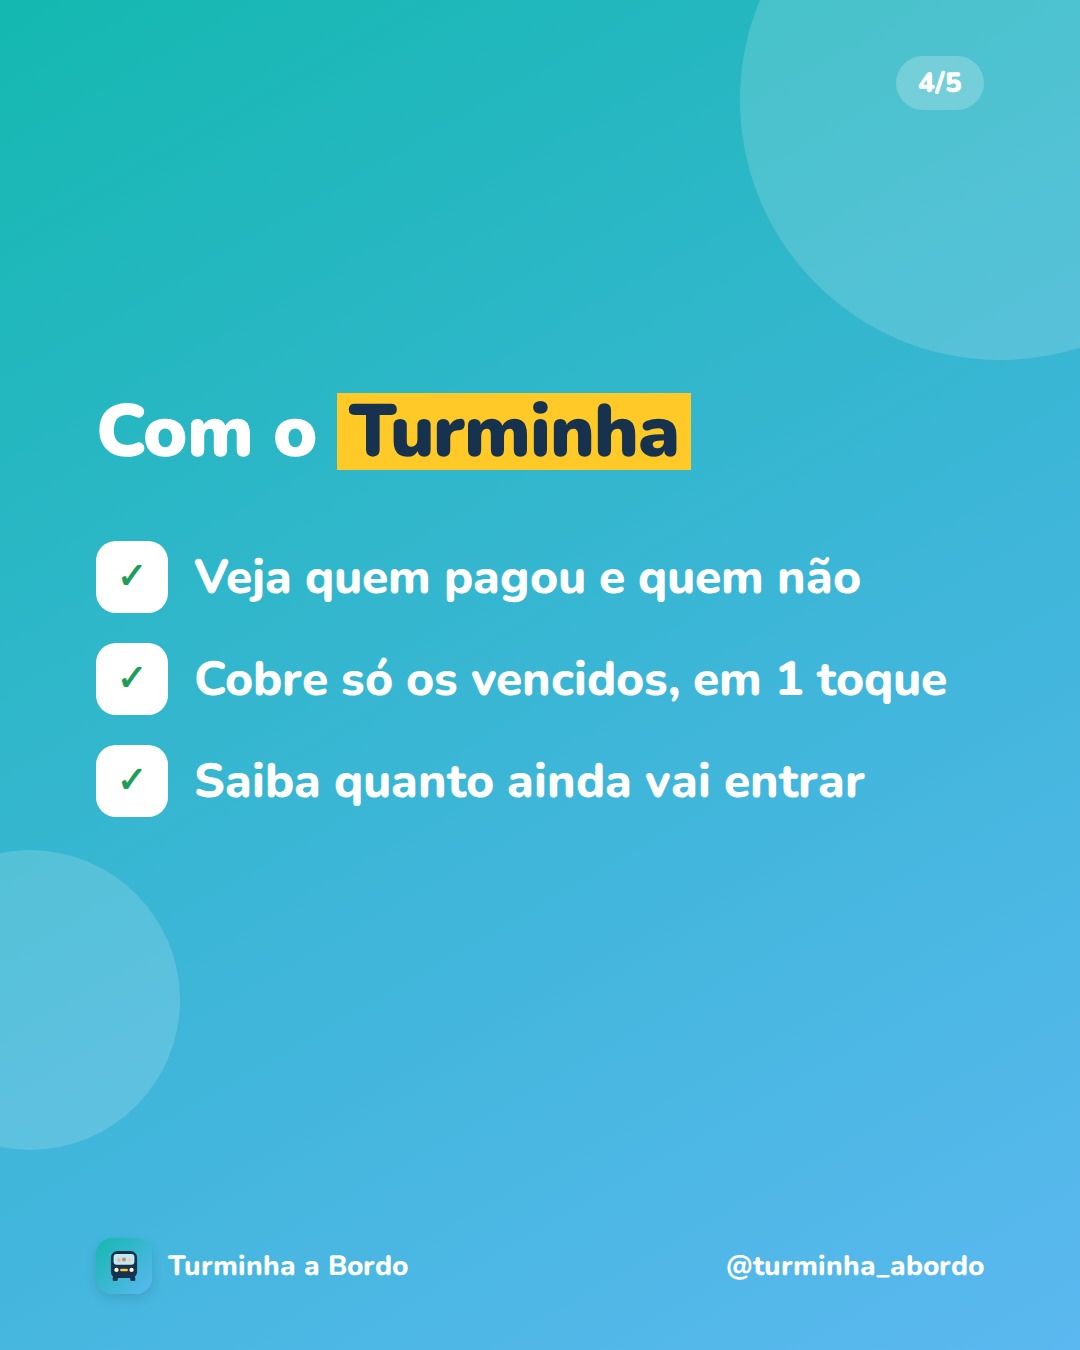 4/5
Com o Turminha
✓ Veja quem pagou e quem não
✓ Cobre só os vencidos, em 1 toque
✓ Saiba quanto ainda vai entrar
Turminha a Bordo
@turminha_abordo